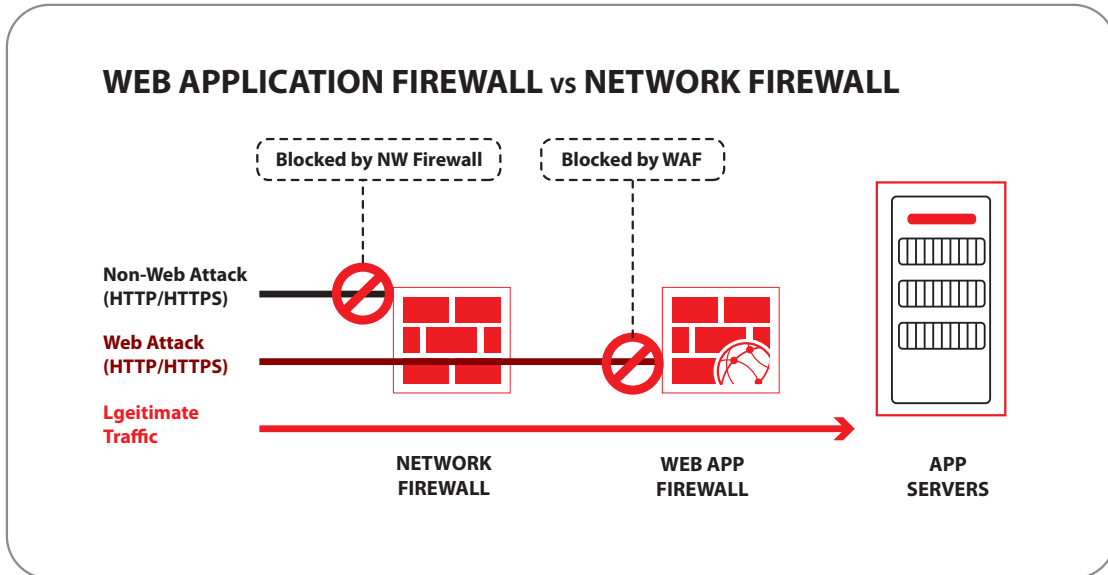 WEB APPLICATION FIREWALL vs NETWORK FIREWALL
Blocked by NW Firewall
Blocked by WAF
Non-Web Attack
(HTTP/HTTPS)
Web Attack
(HTTP/HTTPS)
Lgeitimate
Traffic
NETWORK
FIREWALL
WEB APP
FIREWALL
APP
SERVERS